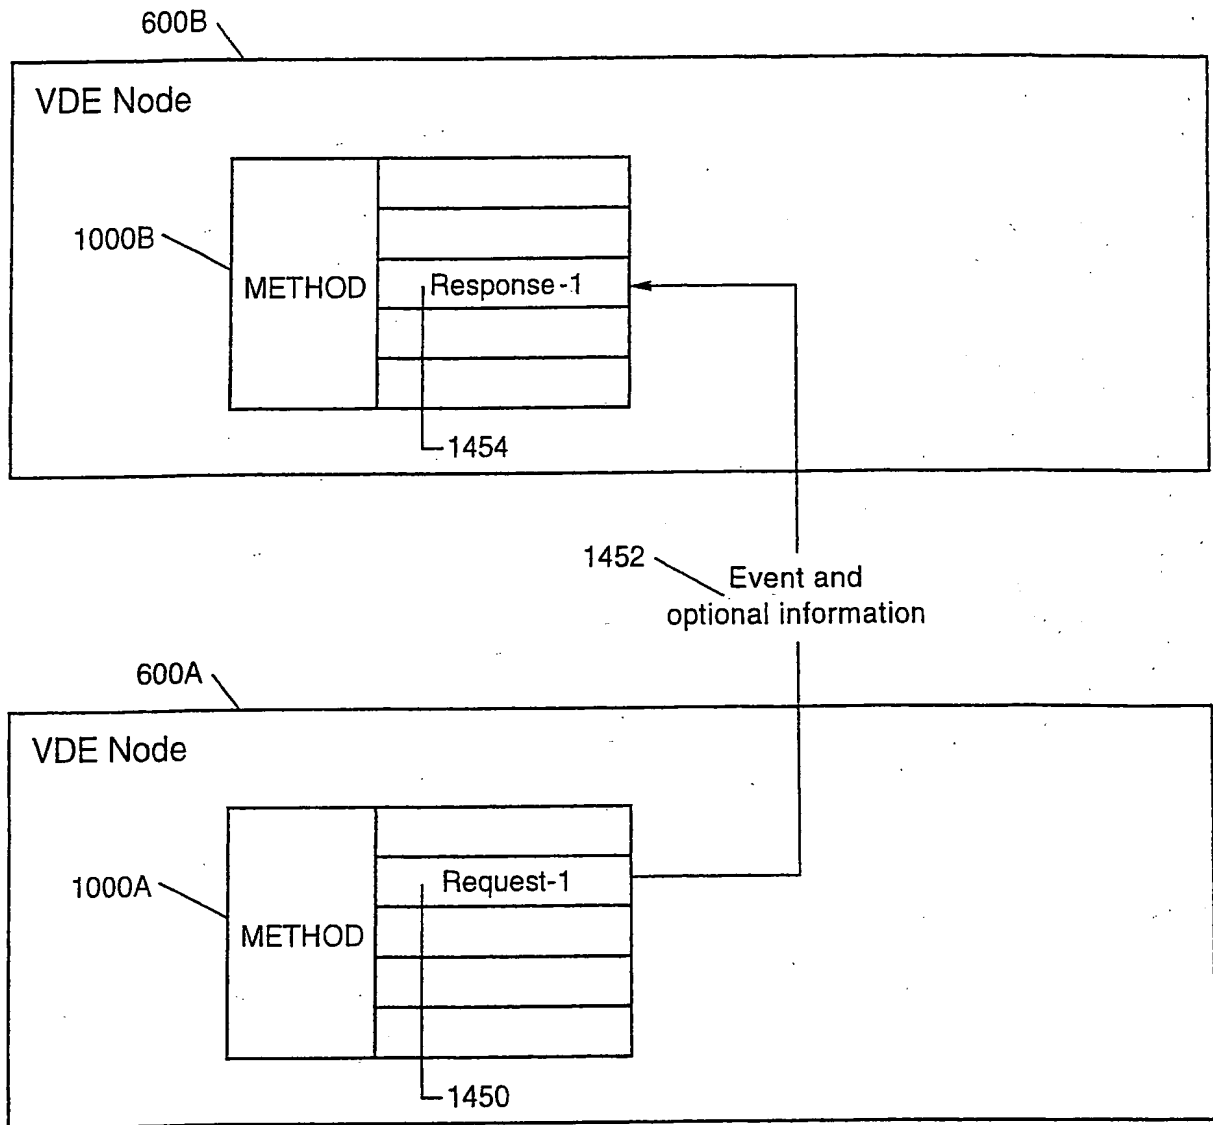 600B
VDE Node
1000B
METHOD
Response-1
1454
1452
Event and
optional information
600A
VDE Node
1000A
METHOD
Request-1
1450